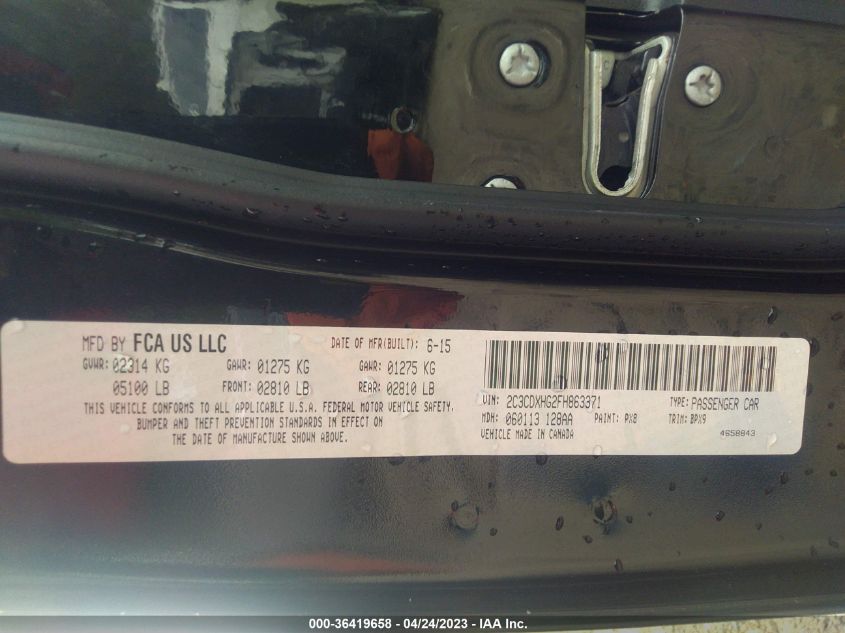 MFD BY FCA US LLC DATE OF MFR(BUILT): 6-15
GVWR: 02314 KG GAWR: 01275 KG GAWR: 01275 KG
05100 LB FRONT: 02810 LB REAR: 02810 LB
THIS VEHICLE CONFORMS TO ALL APPLICABLE U.S.A. FEDERAL MOTOR VEHICLE SAFETY,
BUMPER AND THEFT PREVENTION STANDARDS IN EFFECT ON
THE DATE OF MANUFACTURE SHOWN ABOVE.
VIN: 2C3CDXHG2FH863371 TYPE: PASSENGER CAR
MDH: 060113 128AA PAINT: PX8 TRIM: BPX9
VEHICLE MADE IN CANADA 4658843
000-36419658 - 04/24/2023 - IAA Inc.